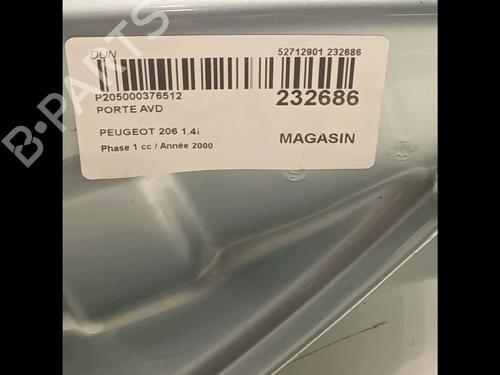 DUN 52712901 232686
P205000376512 232686
PORTE AVD
PEUGEOT 206 1.4i MAGASIN
Phase 1 cc / Année 2000
B-PARTS